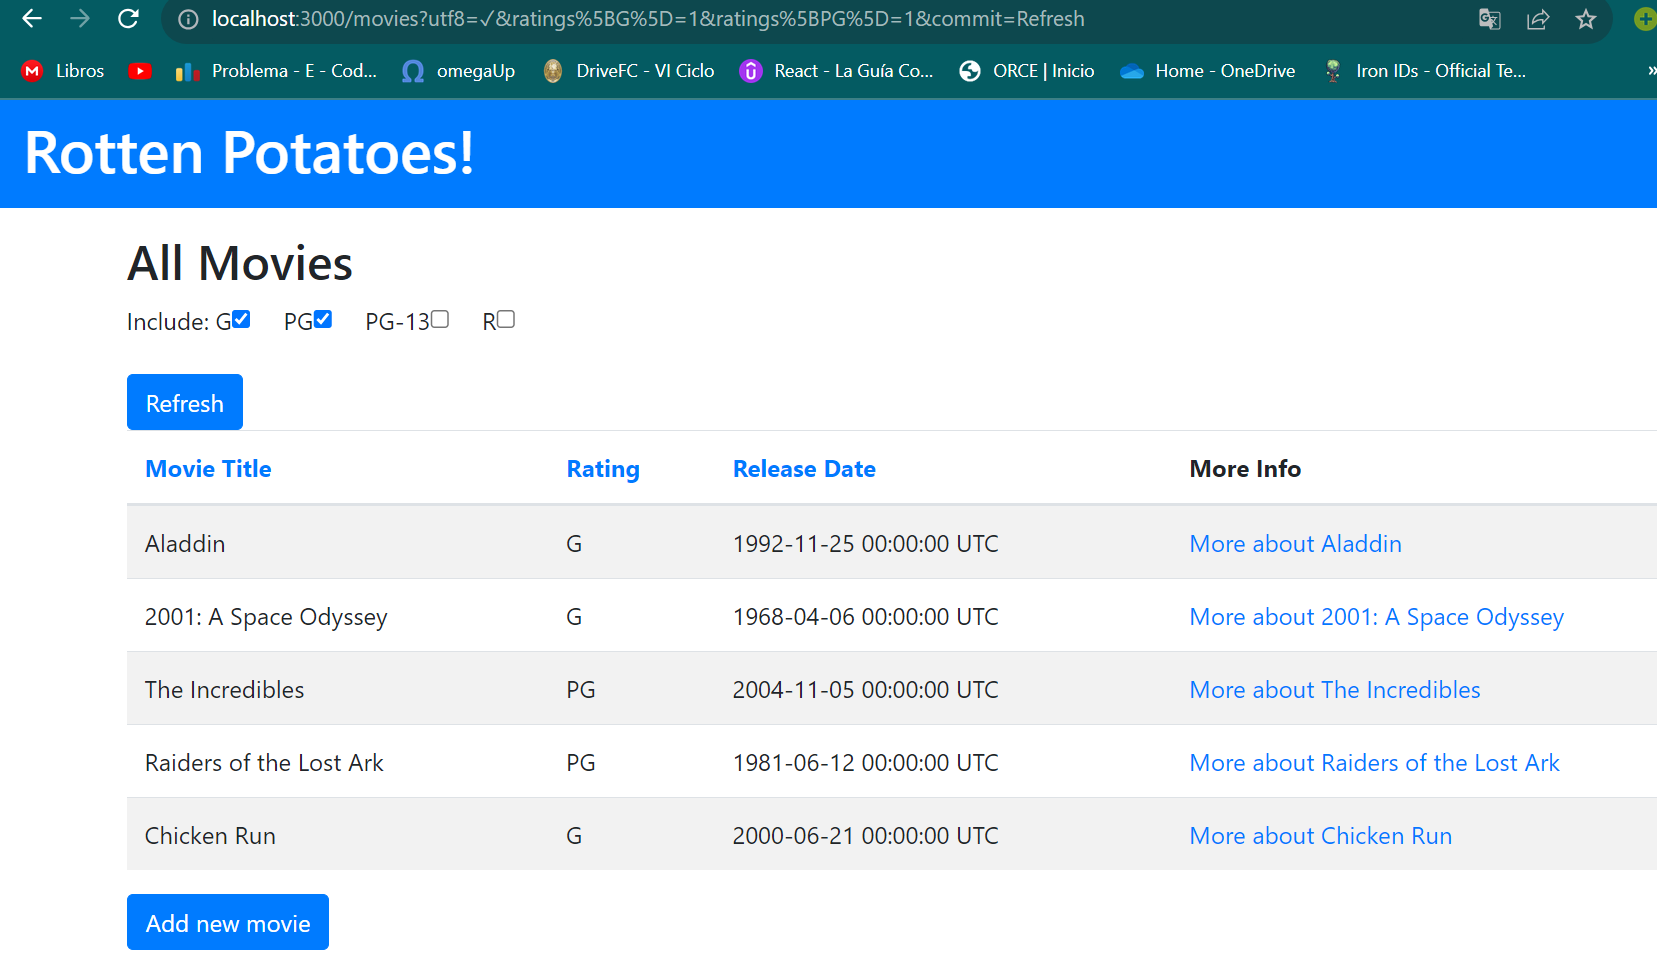 localhost:3000/movies?utf8=✓&ratings%5BG%5D=1&ratings%5BPG%5D=1&commit=Refresh
Libros Problema - E - Cod... omegaUp DriveFC - VI Ciclo React - La Guía Co... ORCE | Inicio Home - OneDrive Iron IDs - Official Te... »
Rotten Potatoes!
All Movies
Include: G PG PG-13 R
Refresh
Movie Title Rating Release Date More Info
Aladdin G 1992-11-25 00:00:00 UTC More about Aladdin
2001: A Space Odyssey G 1968-04-06 00:00:00 UTC More about 2001: A Space Odyssey
The Incredibles PG 2004-11-05 00:00:00 UTC More about The Incredibles
Raiders of the Lost Ark PG 1981-06-12 00:00:00 UTC More about Raiders of the Lost Ark
Chicken Run G 2000-06-21 00:00:00 UTC More about Chicken Run
Add new movie